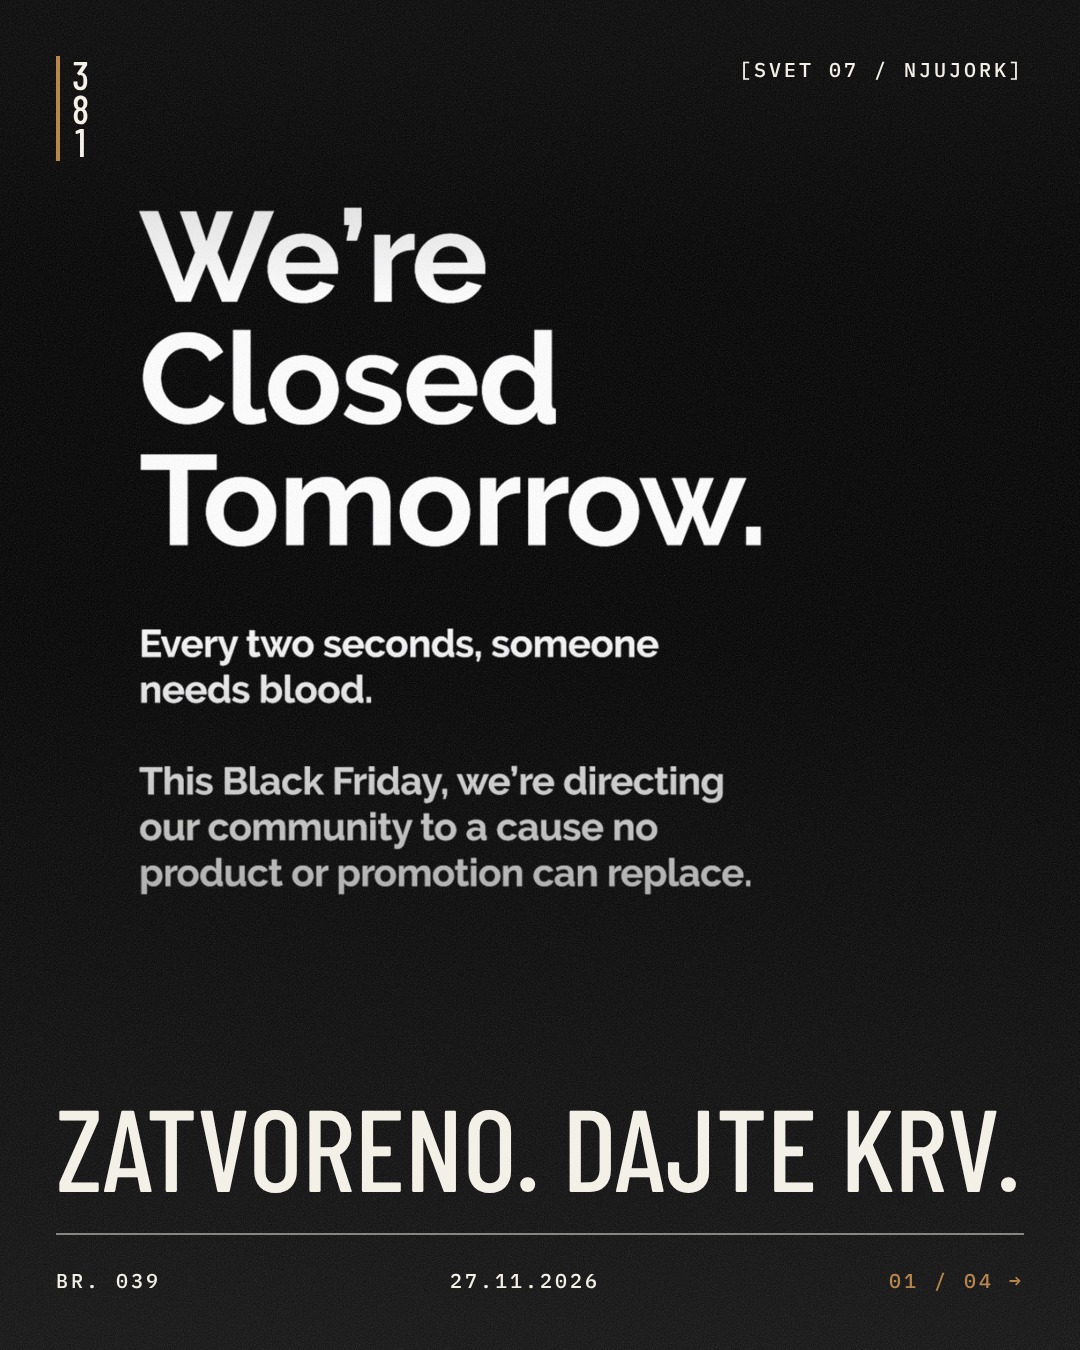 3
8
1
[SVET 07 / NJUJORK]
We’re
Closed
Tomorrow.
Every two seconds, someone
needs blood.
This Black Friday, we’re directing
our community to a cause no
product or promotion can replace.
ZATVORENO. DAJTE KRV.
BR. 039
27.11.2026
01 / 04 →